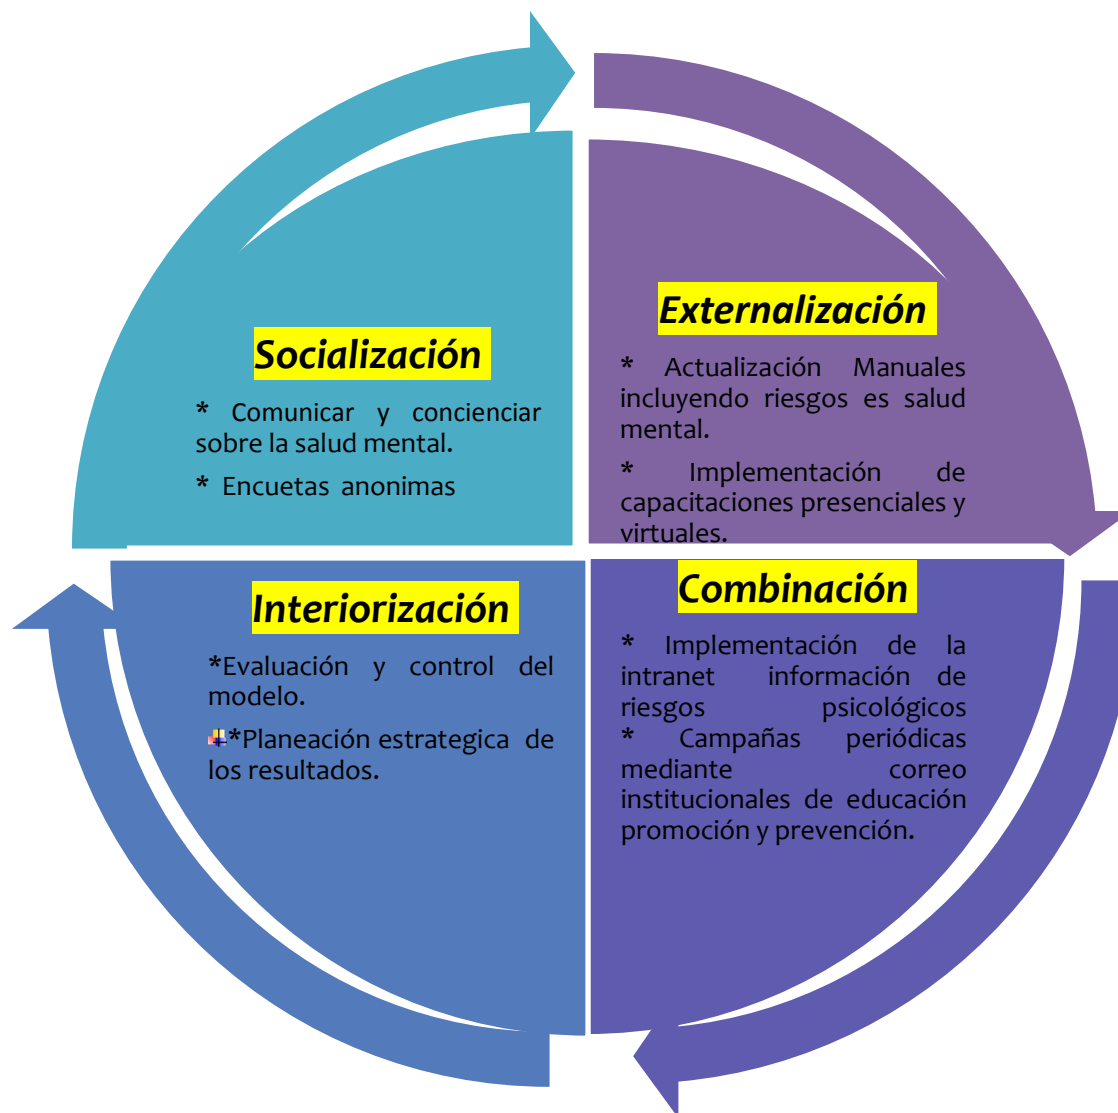 Socialización
* Comunicar y concienciar
sobre la salud mental.
* Encuetas anonimas
Externalización
* Actualización Manuales
incluyendo riesgos es salud
mental.
* Implementación de
capacitaciones presenciales y
virtuales.
Interiorización
*Evaluación y control del
modelo.
*Planeación estrategica de
los resultados.
Combinación
* Implementación de la
intranet información de
riesgos psicológicos
* Campañas periódicas
mediante correo
institucionales de educación
promoción y prevención.